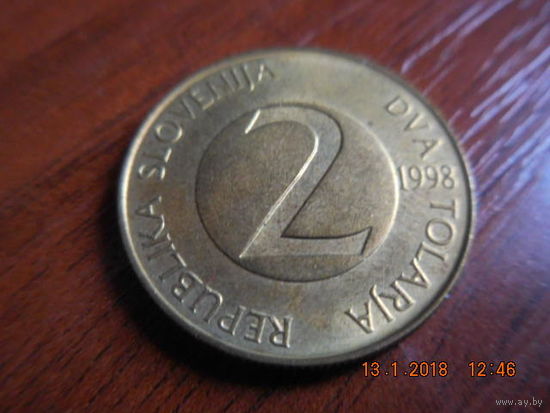 REPUBLIKA SLOVENIJA
DVA TOLARJA
1998
2
13.1.2018 12:46
www.ay.by